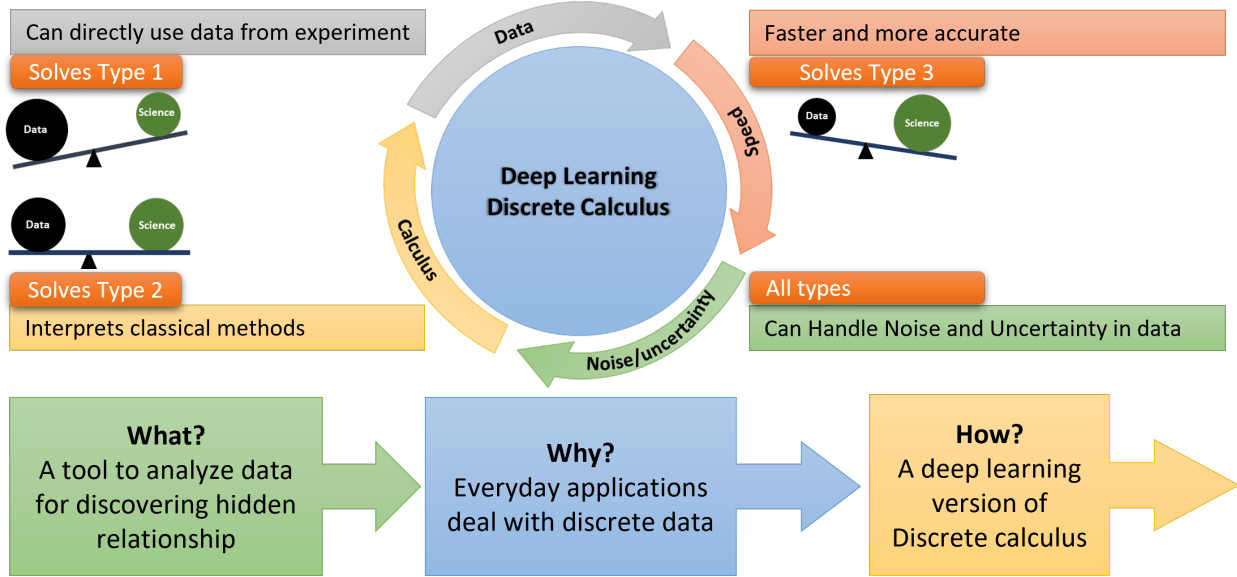 Can directly use data from experiment
Solves Type 1
Data
Science
Data
Science
Solves Type 2
Interprets classical methods
Data
Speed
Noise/uncertainty
Calculus
Deep Learning
Discrete Calculus
Faster and more accurate
Solves Type 3
Data
Science
All types
Can Handle Noise and Uncertainty in data
What?
A tool to analyze data
for discovering hidden
relationship
Why?
Everyday applications
deal with discrete data
How?
A deep learning
version of
Discrete calculus